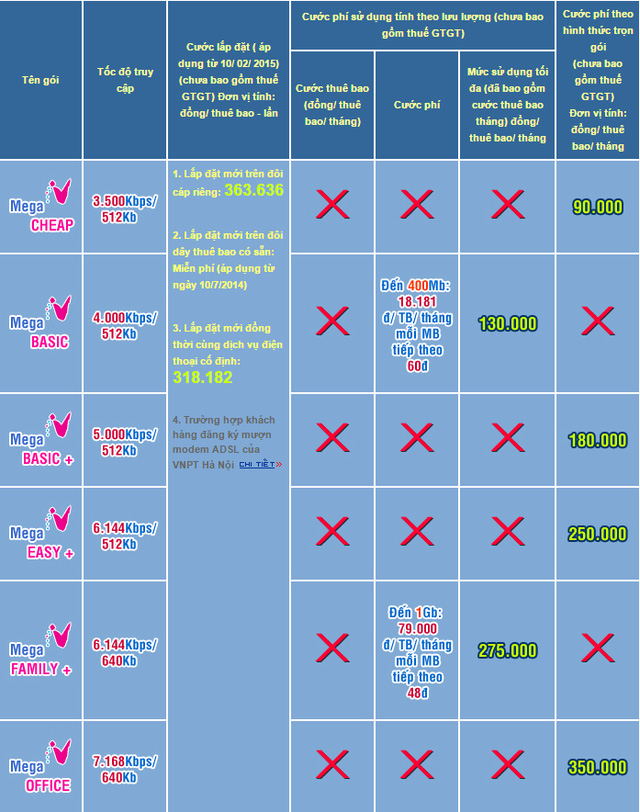 Tên gói
Tốc độ truy
cập
Cước lắp đặt ( áp
dụng từ 10/ 02/ 2015)
(chưa bao gồm thuế
GTGT) Đơn vị tính:
đồng/ thuê bao - lần
Cước phí sử dụng tính theo lưu lượng (chưa bao
gồm thuế GTGT)
Cước thuê bao
(đồng/ thuê
bao/ tháng)
Cước phí
Mức sử dụng tối
đa (đã bao gồm
cước thuê bao
tháng) đồng/
thuê bao/ tháng
Cước phí theo
hình thức trọn
gói
(chưa bao
gồm thuế
GTGT)
Đơn vị tính:
đồng/ thuê
bao/ tháng
Mega
CHEAP
3.500Kbps/
512Kb
1. Lắp đặt mới trên đôi
cáp riêng: 363.636
2. Lắp đặt mới trên đôi
dây thuê bao có sẵn:
Miễn phí (áp dụng từ
ngày 10/7/2014)
3. Lắp đặt mới đồng
thời cùng dịch vụ điện
thoại cố định:
318.182
4. Trường hợp khách
hàng đăng ký mượn
modem ADSL của
VNPT Hà Nội CHI TIẾT »
90.000
Mega
BASIC
4.000Kbps/
512Kb
Đến 400Mb:
18.181
đ/ TB/ tháng
mỗi MB
tiếp theo
60đ
130.000
Mega
BASIC +
5.000Kbps/
512Kb
180.000
Mega
EASY +
6.144Kbps/
512Kb
250.000
Mega
FAMILY +
6.144Kbps/
640Kb
Đến 1Gb:
79.000
đ/ TB/ tháng
mỗi MB
tiếp theo
48đ
275.000
Mega
OFFICE
7.168Kbps/
640Kb
350.000